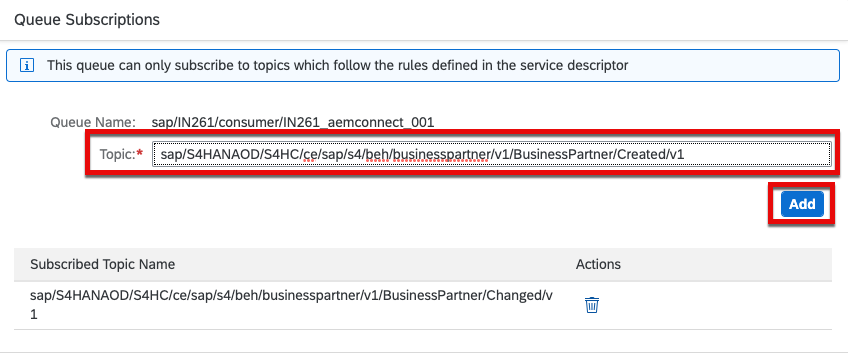 Queue Subscriptions
This queue can only subscribe to topics which follow the rules defined in the service descriptor
Queue Name: sap/IN261/consumer/IN261_aemconnect_001
Topic:* sap/S4HANAOD/S4HC/ce/sap/s4/beh/businesspartner/v1/BusinessPartner/Created/v1
Add
Subscribed Topic Name Actions
sap/S4HANAOD/S4HC/ce/sap/s4/beh/businesspartner/v1/BusinessPartner/Changed/v
1